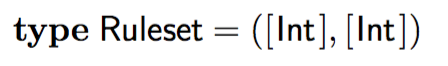 type Ruleset = ([Int], [Int])